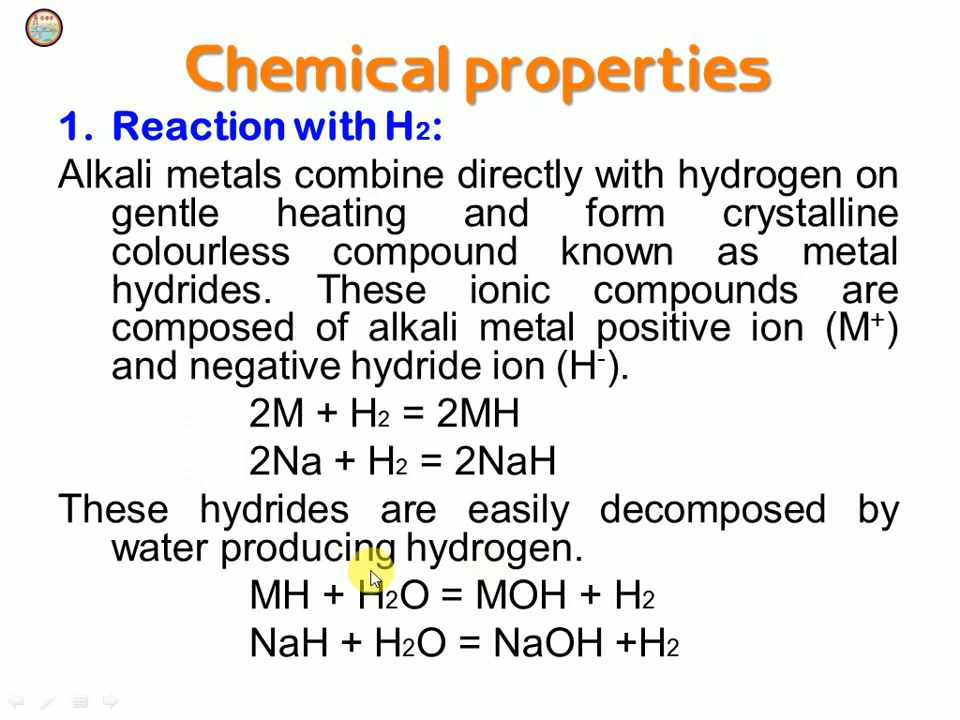 Chemical properties
1. Reaction with H₂:
Alkali metals combine directly with hydrogen on
gentle heating and form crystalline
colourless compound known as metal
hydrides. These ionic compounds are
composed of alkali metal positive ion (M⁺)
and negative hydride ion (H⁻).
2M + H₂ = 2MH
2Na + H₂ = 2NaH
These hydrides are easily decomposed by
water producing hydrogen.
MH + H₂O = MOH + H₂
NaH + H₂O = NaOH +H₂